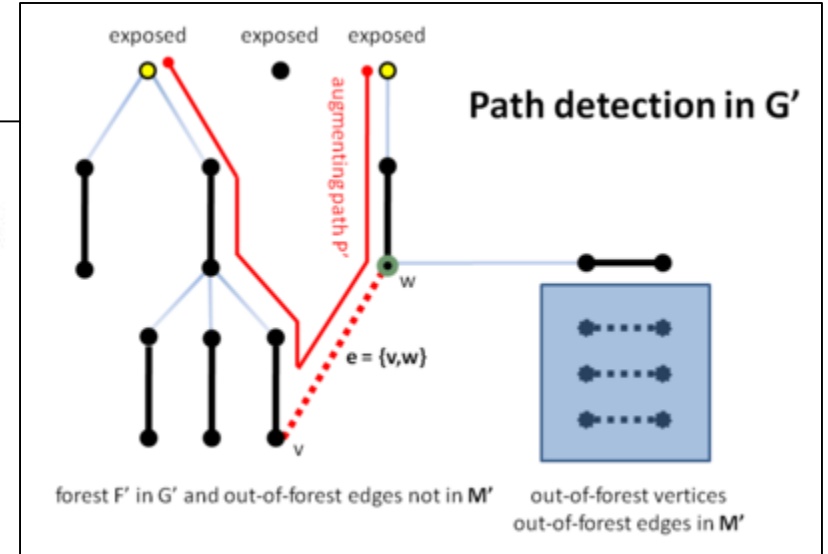 exposed exposed exposed
Path detection in G’
augmenting path P’
w
e = {v,w}
v
forest F’ in G’ and out-of-forest edges not in M’
out-of-forest vertices
out-of-forest edges in M’